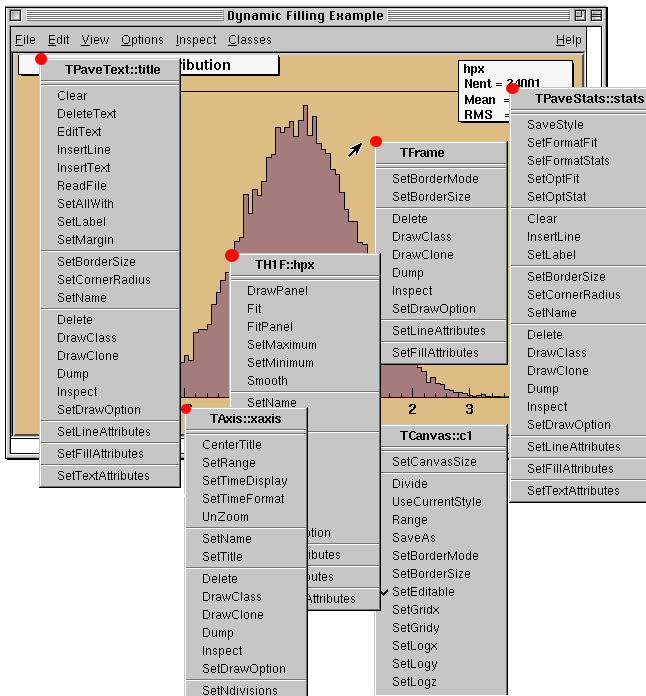 Dynamic Filling Example
File Edit View Options Inspect Classes Help
ribution
hpx
Nent = 24001
Mean =
RMS =
TPaveText::title
Clear
DeleteText
EditText
InsertLine
InsertText
ReadFile
SetAllWith
SetLabel
SetMargin
SetBorderSize
SetCornerRadius
SetName
Delete
DrawClass
DrawClone
Dump
Inspect
SetDrawOption
SetLineAttributes
SetFillAttributes
SetTextAttributes
TH1F::hpx
DrawPanel
Fit
FitPanel
SetMaximum
SetMinimum
Smooth
SetName
ption
ributes
butes
Attributes
TAxis::xaxis
CenterTitle
SetRange
SetTimeDisplay
SetTimeFormat
UnZoom
SetName
SetTitle
Delete
DrawClass
DrawClone
Dump
Inspect
SetDrawOption
SetNdivisions
TFrame
SetBorderMode
SetBorderSize
Delete
DrawClass
DrawClone
Dump
Inspect
SetDrawOption
SetLineAttributes
SetFillAttributes
2 3
TCanvas::c1
SetCanvasSize
Divide
UseCurrentStyle
Range
SaveAs
SetBorderMode
SetBorderSize
SetEditable
SetGridx
SetGridy
SetLogx
SetLogy
SetLogz
TPaveStats::stats
SaveStyle
SetFormatFit
SetFormatStats
SetOptFit
SetOptStat
Clear
InsertLine
SetLabel
SetBorderSize
SetCornerRadius
SetName
Delete
DrawClass
DrawClone
Dump
Inspect
SetDrawOption
SetLineAttributes
SetFillAttributes
SetTextAttributes